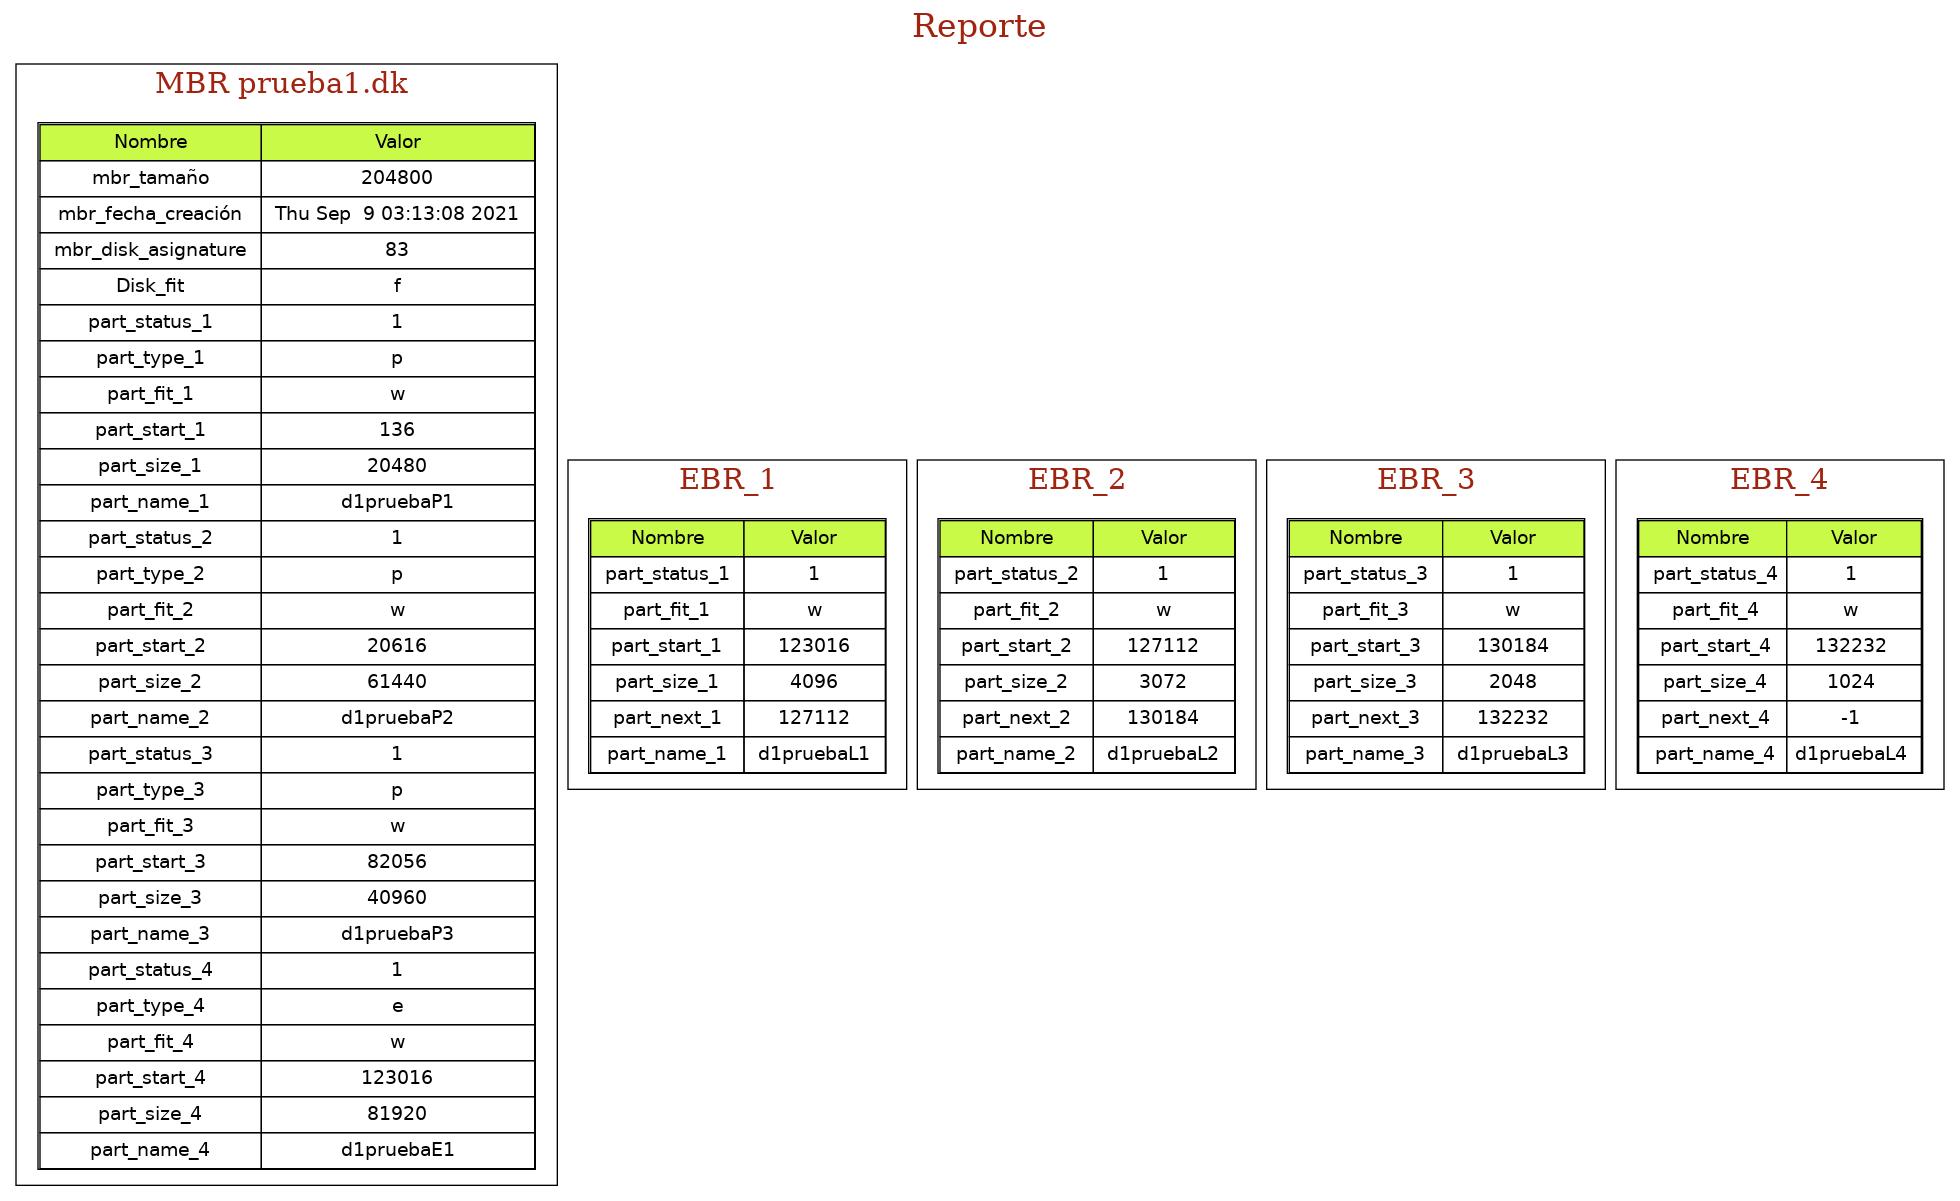 Reporte
MBR prueba1.dk
Nombre Valor
mbr_tamaño 204800
mbr_fecha_creación Thu Sep  9 03:13:08 2021
mbr_disk_asignature 83
Disk_fit f
part_status_1 1
part_type_1 p
part_fit_1 w
part_start_1 136
part_size_1 20480
part_name_1 d1pruebaP1
part_status_2 1
part_type_2 p
part_fit_2 w
part_start_2 20616
part_size_2 61440
part_name_2 d1pruebaP2
part_status_3 1
part_type_3 p
part_fit_3 w
part_start_3 82056
part_size_3 40960
part_name_3 d1pruebaP3
part_status_4 1
part_type_4 e
part_fit_4 w
part_start_4 123016
part_size_4 81920
part_name_4 d1pruebaE1
EBR_1
Nombre Valor
part_status_1 1
part_fit_1 w
part_start_1 123016
part_size_1 4096
part_next_1 127112
part_name_1 d1pruebaL1
EBR_2
Nombre Valor
part_status_2 1
part_fit_2 w
part_start_2 127112
part_size_2 3072
part_next_2 130184
part_name_2 d1pruebaL2
EBR_3
Nombre Valor
part_status_3 1
part_fit_3 w
part_start_3 130184
part_size_3 2048
part_next_3 132232
part_name_3 d1pruebaL3
EBR_4
Nombre Valor
part_status_4 1
part_fit_4 w
part_start_4 132232
part_size_4 1024
part_next_4 -1
part_name_4 d1pruebaL4